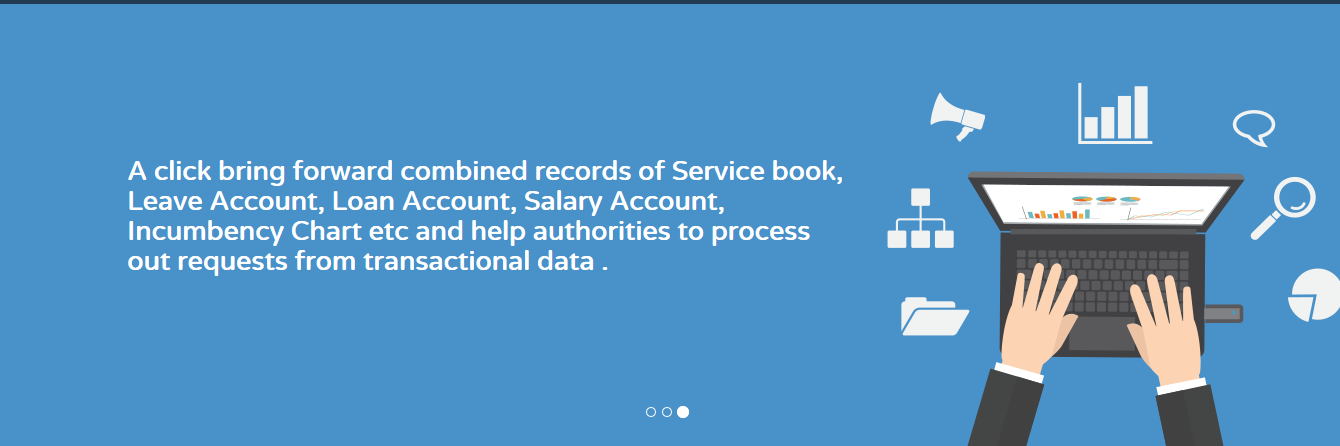 A click bring forward combined records of Service book,
Leave Account, Loan Account, Salary Account,
Incumbency Chart etc and help authorities to process
out requests from transactional data .